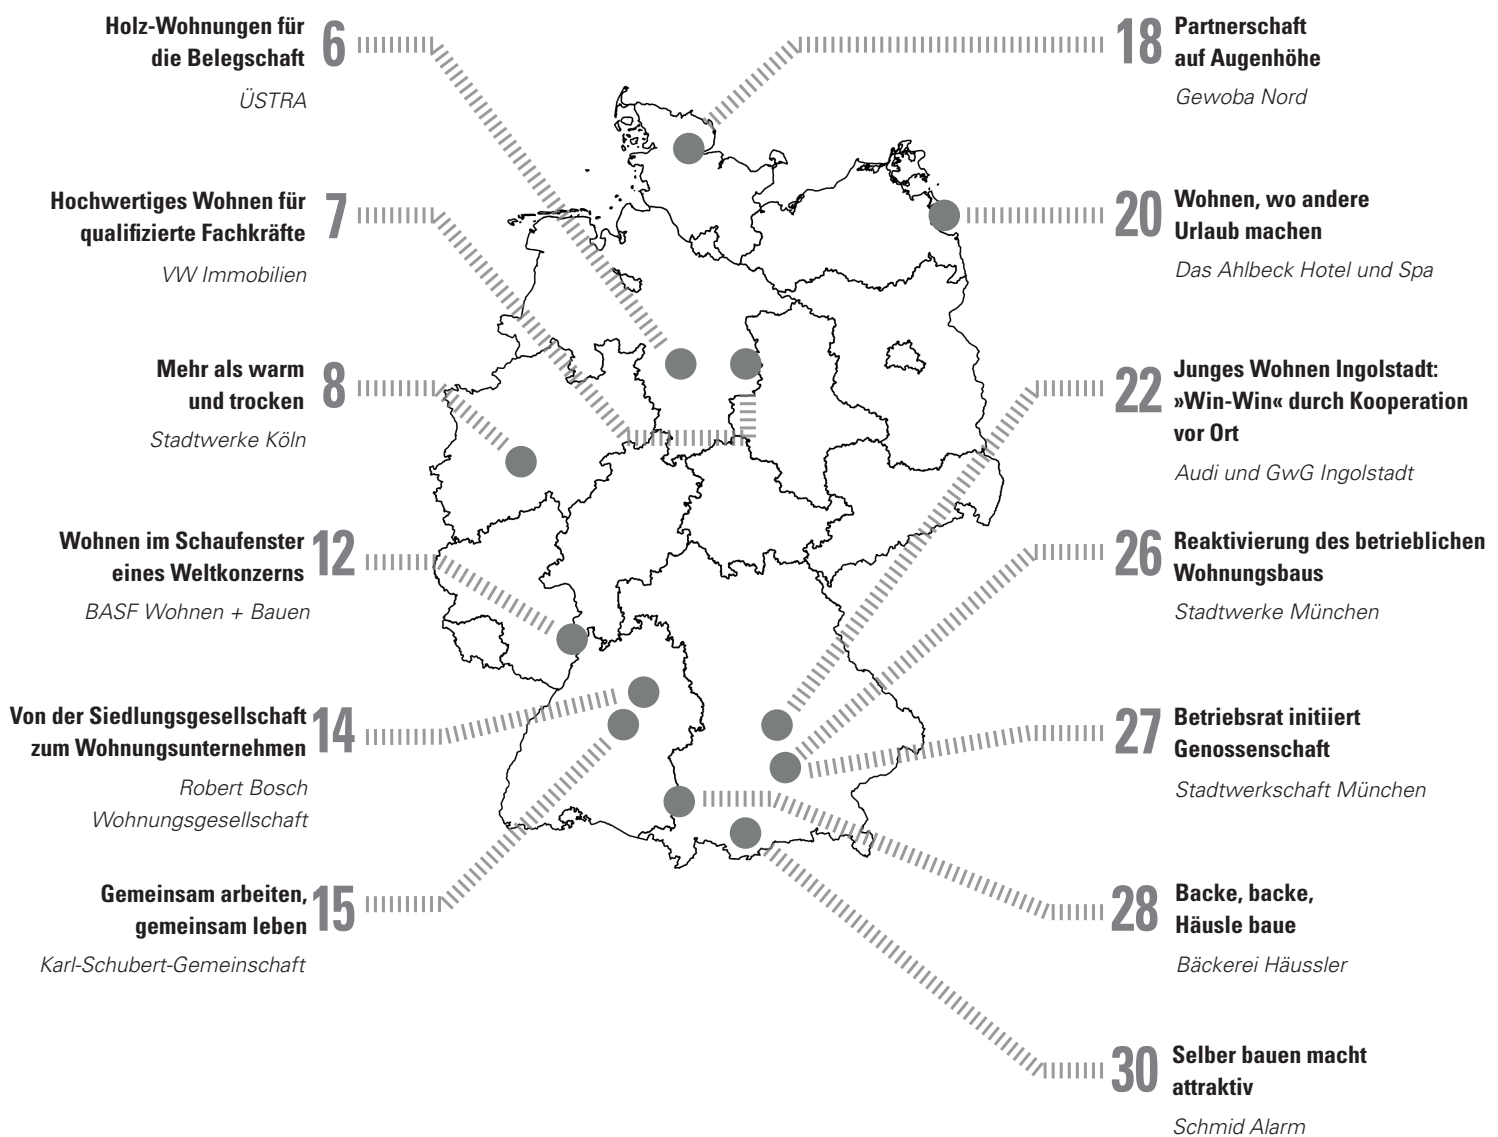 Holz-Wohnungen für
die Belegschaft
6
ÜSTRA
Hochwertiges Wohnen für
qualifizierte Fachkräfte
7
VW Immobilien
Mehr als warm
und trocken
8
Stadtwerke Köln
Wohnen im Schaufenster
eines Weltkonzerns
12
BASF Wohnen + Bauen
Von der Siedlungsgesellschaft
zum Wohnungsunternehmen
14
Robert Bosch
Wohnungsgesellschaft
Gemeinsam arbeiten,
gemeinsam leben
15
Karl-Schubert-Gemeinschaft
18
Partnerschaft
auf Augenhöhe
Gewoba Nord
20
Wohnen, wo andere
Urlaub machen
Das Ahlbeck Hotel und Spa
22
Junges Wohnen Ingolstadt:
»Win-Win« durch Kooperation
vor Ort
Audi und GwG Ingolstadt
26
Reaktivierung des betrieblichen
Wohnungsbaus
Stadtwerke München
27
Betriebsrat initiiert
Genossenschaft
Stadtwerkschaft München
28
Backe, backe,
Häusle baue
Bäckerei Häussler
30
Selber bauen macht
attraktiv
Schmid Alarm